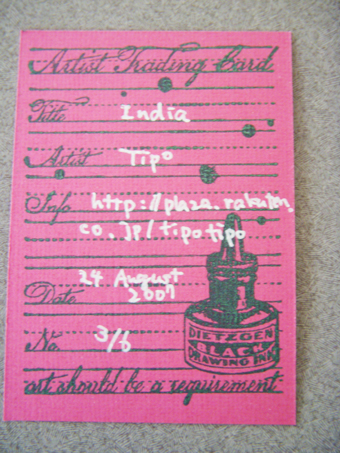 Artist Trading Card
Title India
Artist Tipo
Info http://plaza.rakuten.
co.jp/tipotipo
24 August
Date 2007
No. 3/6
DIETZGEN
BLACK
DRAWING INK
art should be a requirement